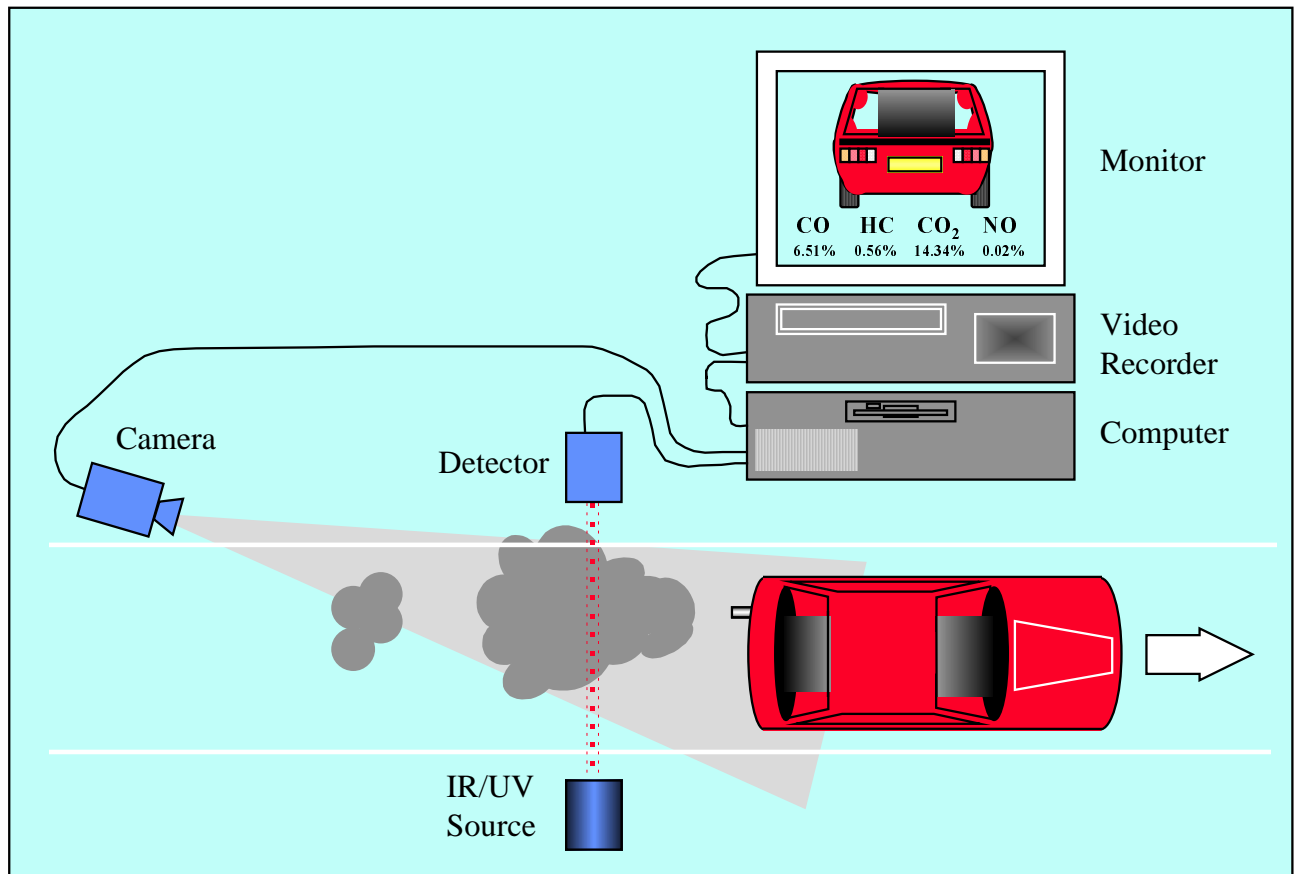 Monitor
CO HC CO₂ NO
6.51% 0.56% 14.34% 0.02%
Video
Recorder
Camera
Detector
Computer
IR/UV
Source